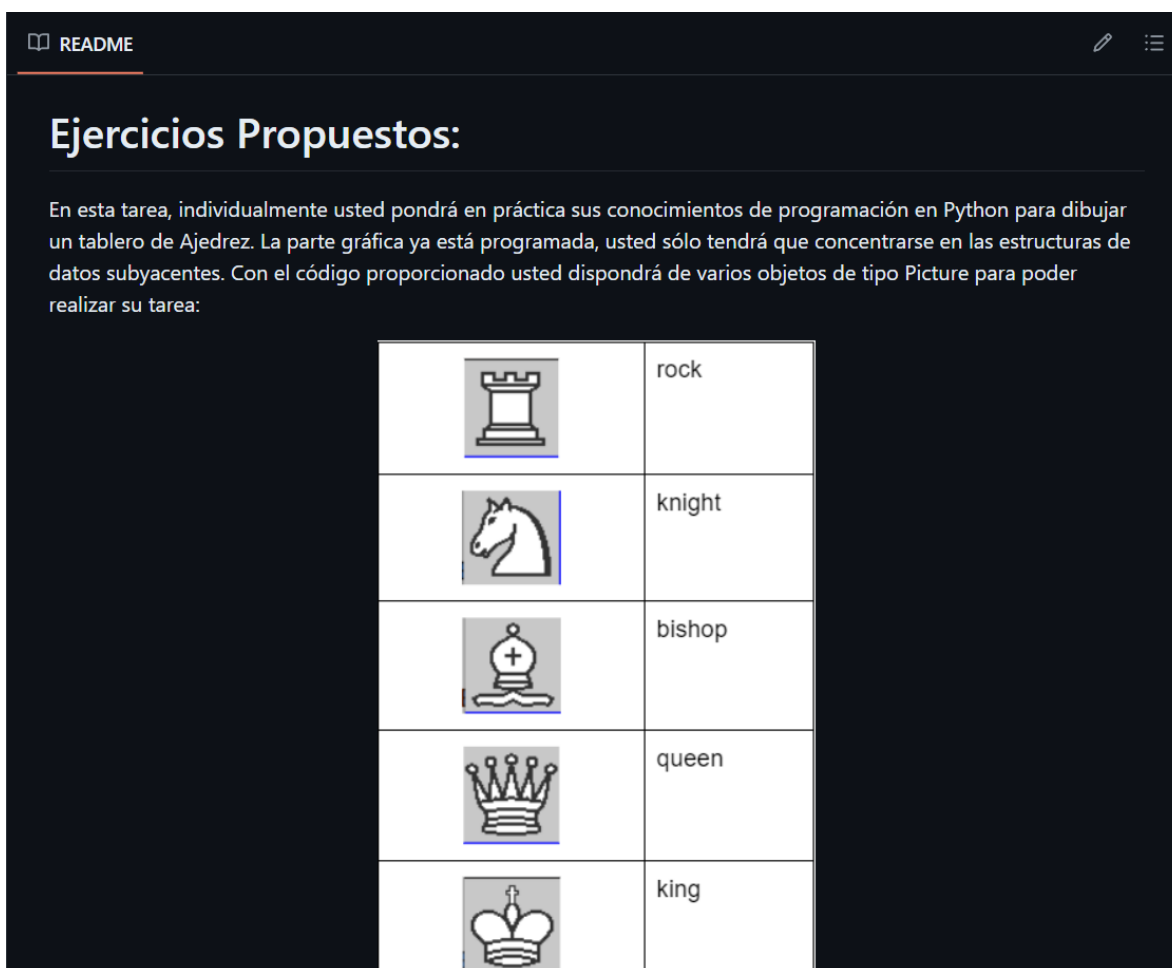 README
Ejercicios Propuestos:
En esta tarea, individualmente usted pondrá en práctica sus conocimientos de programación en Python para dibujar
un tablero de Ajedrez. La parte gráfica ya está programada, usted sólo tendrá que concentrarse en las estructuras de
datos subyacentes. Con el código proporcionado usted dispondrá de varios objetos de tipo Picture para poder
realizar su tarea:
rock
knight
bishop
queen
king